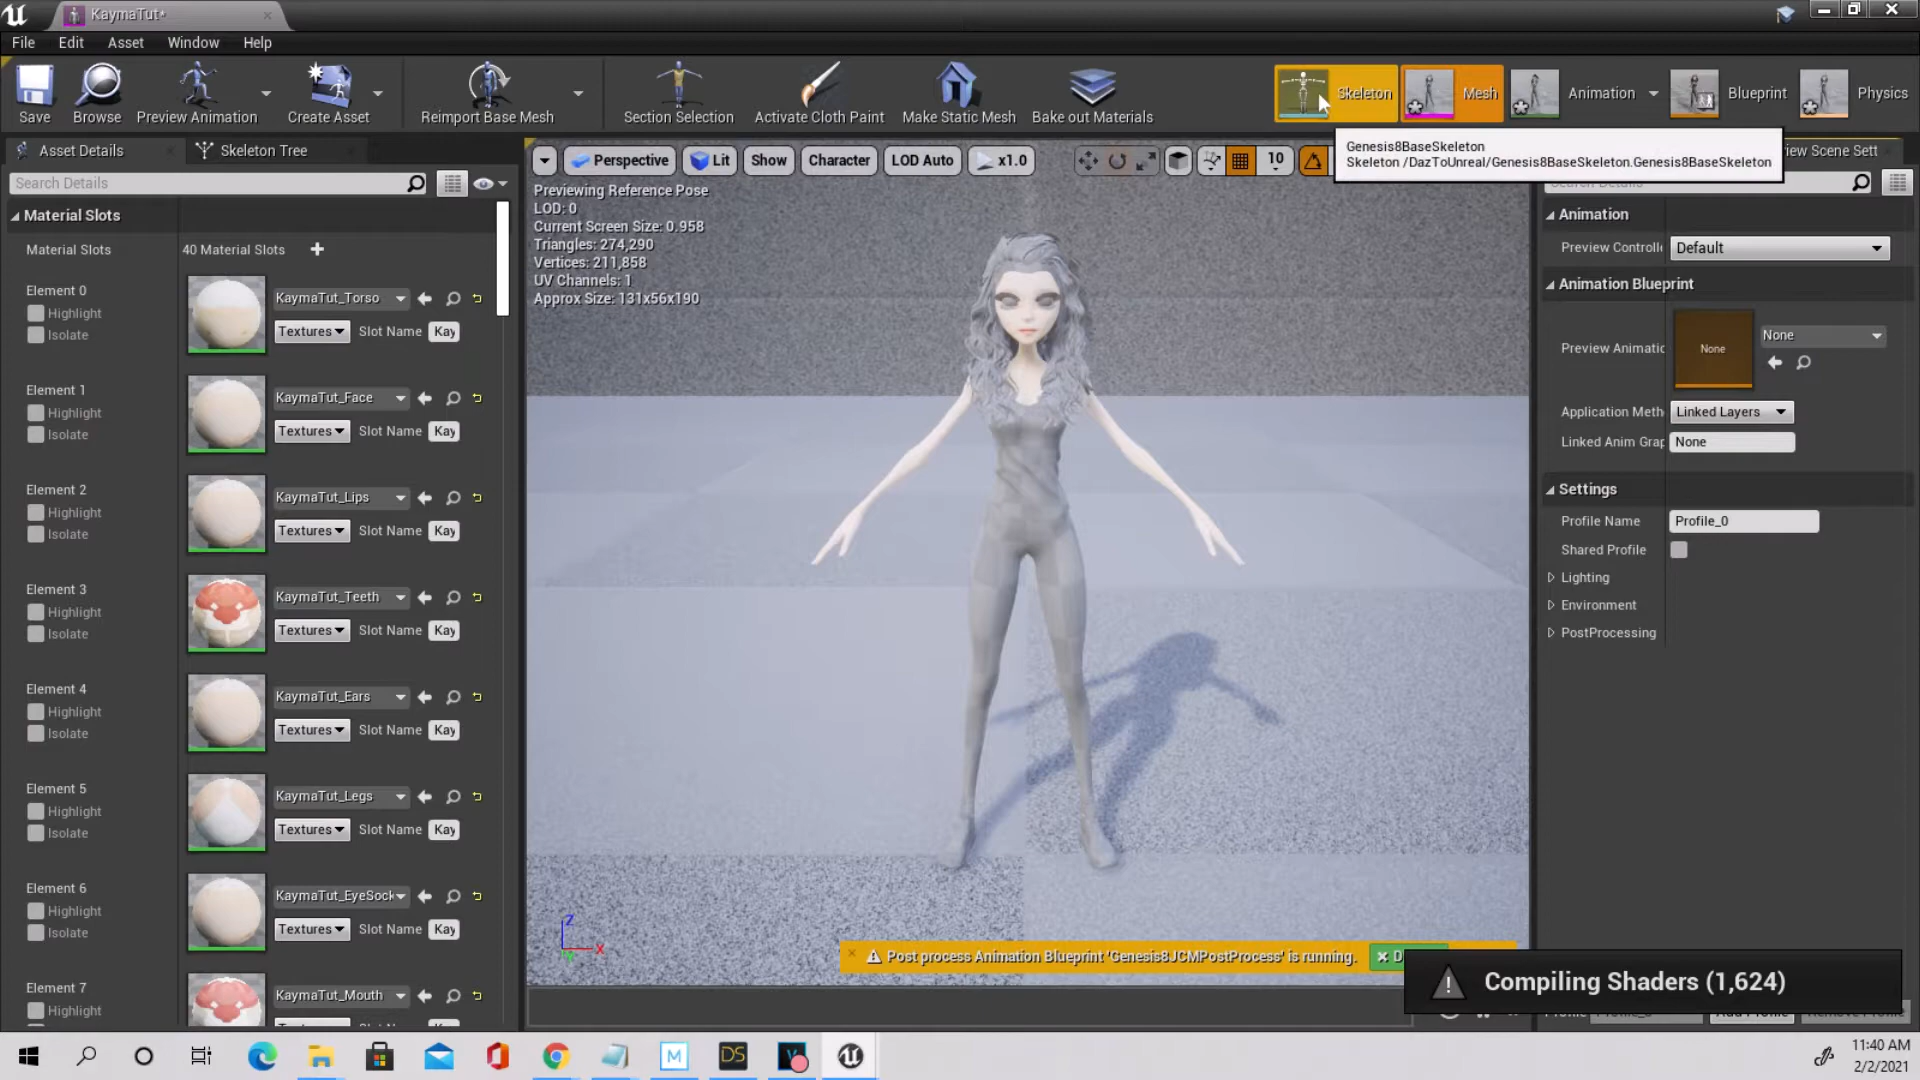 KaymaTut*
File Edit Asset Window Help
Save Browse Preview Animation Create Asset Reimport Base Mesh Section Selection Activate Cloth Paint Make Static Mesh Bake out Materials Skeleton Mesh Animation Blueprint Physics
Asset Details Skeleton Tree
Search Details
Material Slots
Material Slots 40 Material Slots
Element 0
Highlight
Isolate
KaymaTut_Torso
Textures Slot Name Kay
Element 1
Highlight
Isolate
KaymaTut_Face
Textures Slot Name Kay
Element 2
Highlight
Isolate
KaymaTut_Lips
Textures Slot Name Kay
Element 3
Highlight
Isolate
KaymaTut_Teeth
Textures Slot Name Kay
Element 4
Highlight
Isolate
KaymaTut_Ears
Textures Slot Name Kay
Element 5
Highlight
Isolate
KaymaTut_Legs
Textures Slot Name Kay
Element 6
Highlight
Isolate
KaymaTut_EyeSock
Textures Slot Name Kay
Element 7
Highlight
KaymaTut_Mouth
Perspective Lit Show Character LOD Auto x1.0 10
Previewing Reference Pose
LOD: 0
Current Screen Size: 0.958
Triangles: 274,290
Vertices: 211,858
UV Channels: 1
Approx Size: 131x56x190
Z
X
Y
Post process Animation Blueprint 'Genesis8JCMPostProcess' is running.
D
Genesis8BaseSkeleton
Skeleton /DazToUnreal/Genesis8BaseSkeleton.Genesis8BaseSkeleton
view Scene Sett
Search Details
Animation
Preview Controlle Default
Animation Blueprint
Preview Animatic None None
Application Meth Linked Layers
Linked Anim Grap None
Settings
Profile Name Profile_0
Shared Profile
Lighting
Environment
PostProcessing
Compiling Shaders (1,624)
M DS
11:40 AM
2/2/2021